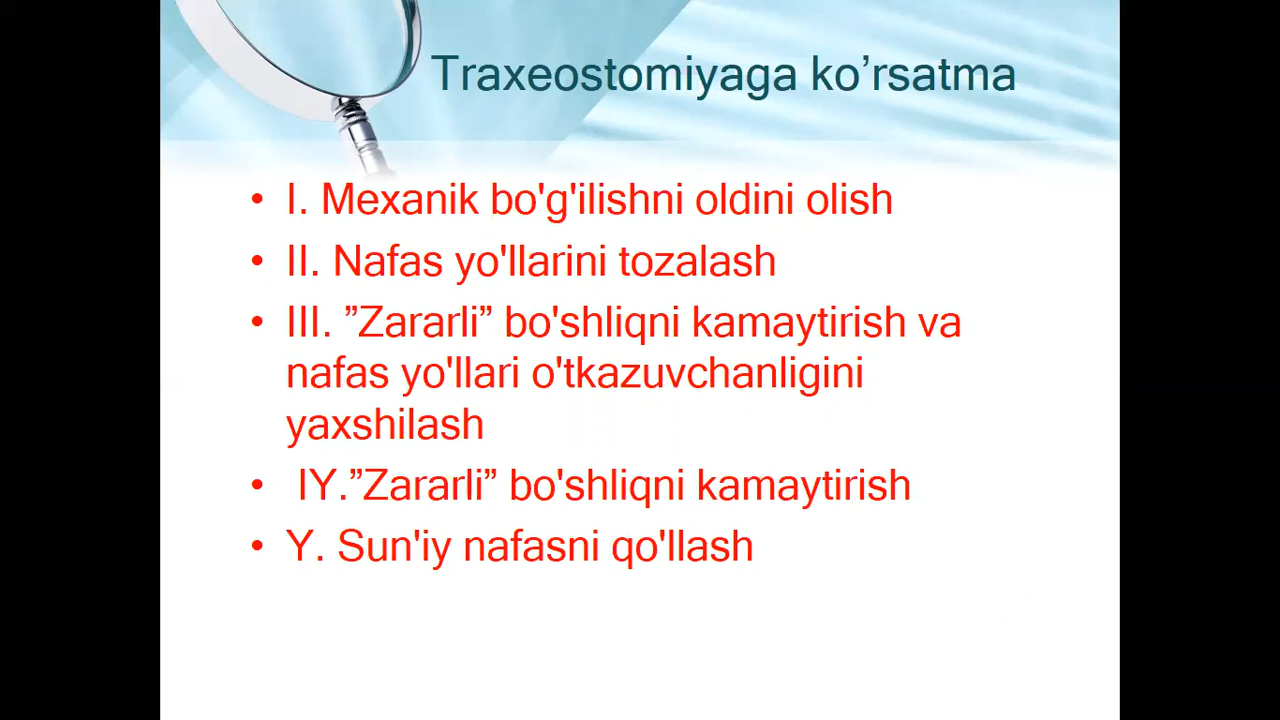 Traxeostomiyaga ko’rsatma
• I. Mexanik bo'g'ilishni oldini olish
• II. Nafas yo'llarini tozalash
• III. ”Zararli” bo'shliqni kamaytirish va
nafas yo'llari o'tkazuvchanligini
yaxshilash
• IY.”Zararli” bo'shliqni kamaytirish
• Y. Sun'iy nafasni qo'llash